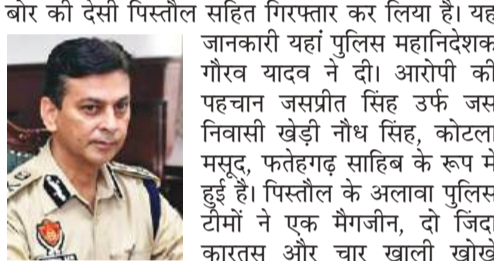 बोर की देसी पिस्तौल सहित गिरफ्तार कर लिया है। यह
जानकारी यहां पुलिस महानिदेशक
गौरव यादव ने दी। आरोपी की
पहचान जसप्रीत सिंह उर्फ जस
निवासी खेड़ी नौध सिंह, कोटला
मसूद, फतेहगढ़ साहिब के रूप में
हुई है। पिस्तौल के अलावा पुलिस
टीमों ने एक मैगजीन, दो जिंदा
कारतूस और चार खाली खोखे